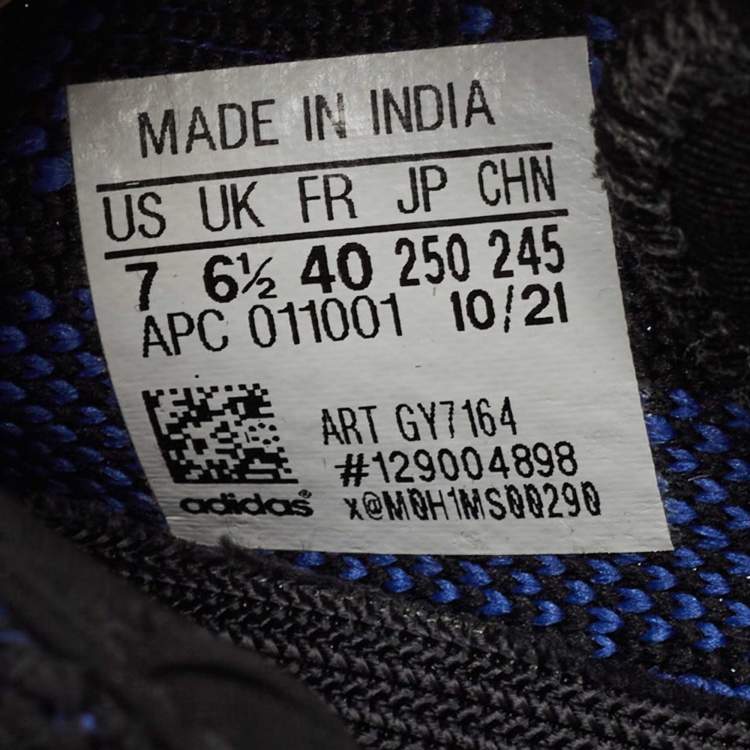 MADE IN INDIA
US UK FR JP CHN
7 6½ 40 250 245
APC 011001 10/21
ART GY7164
#129004898
adidas® x@M0H1MS00290